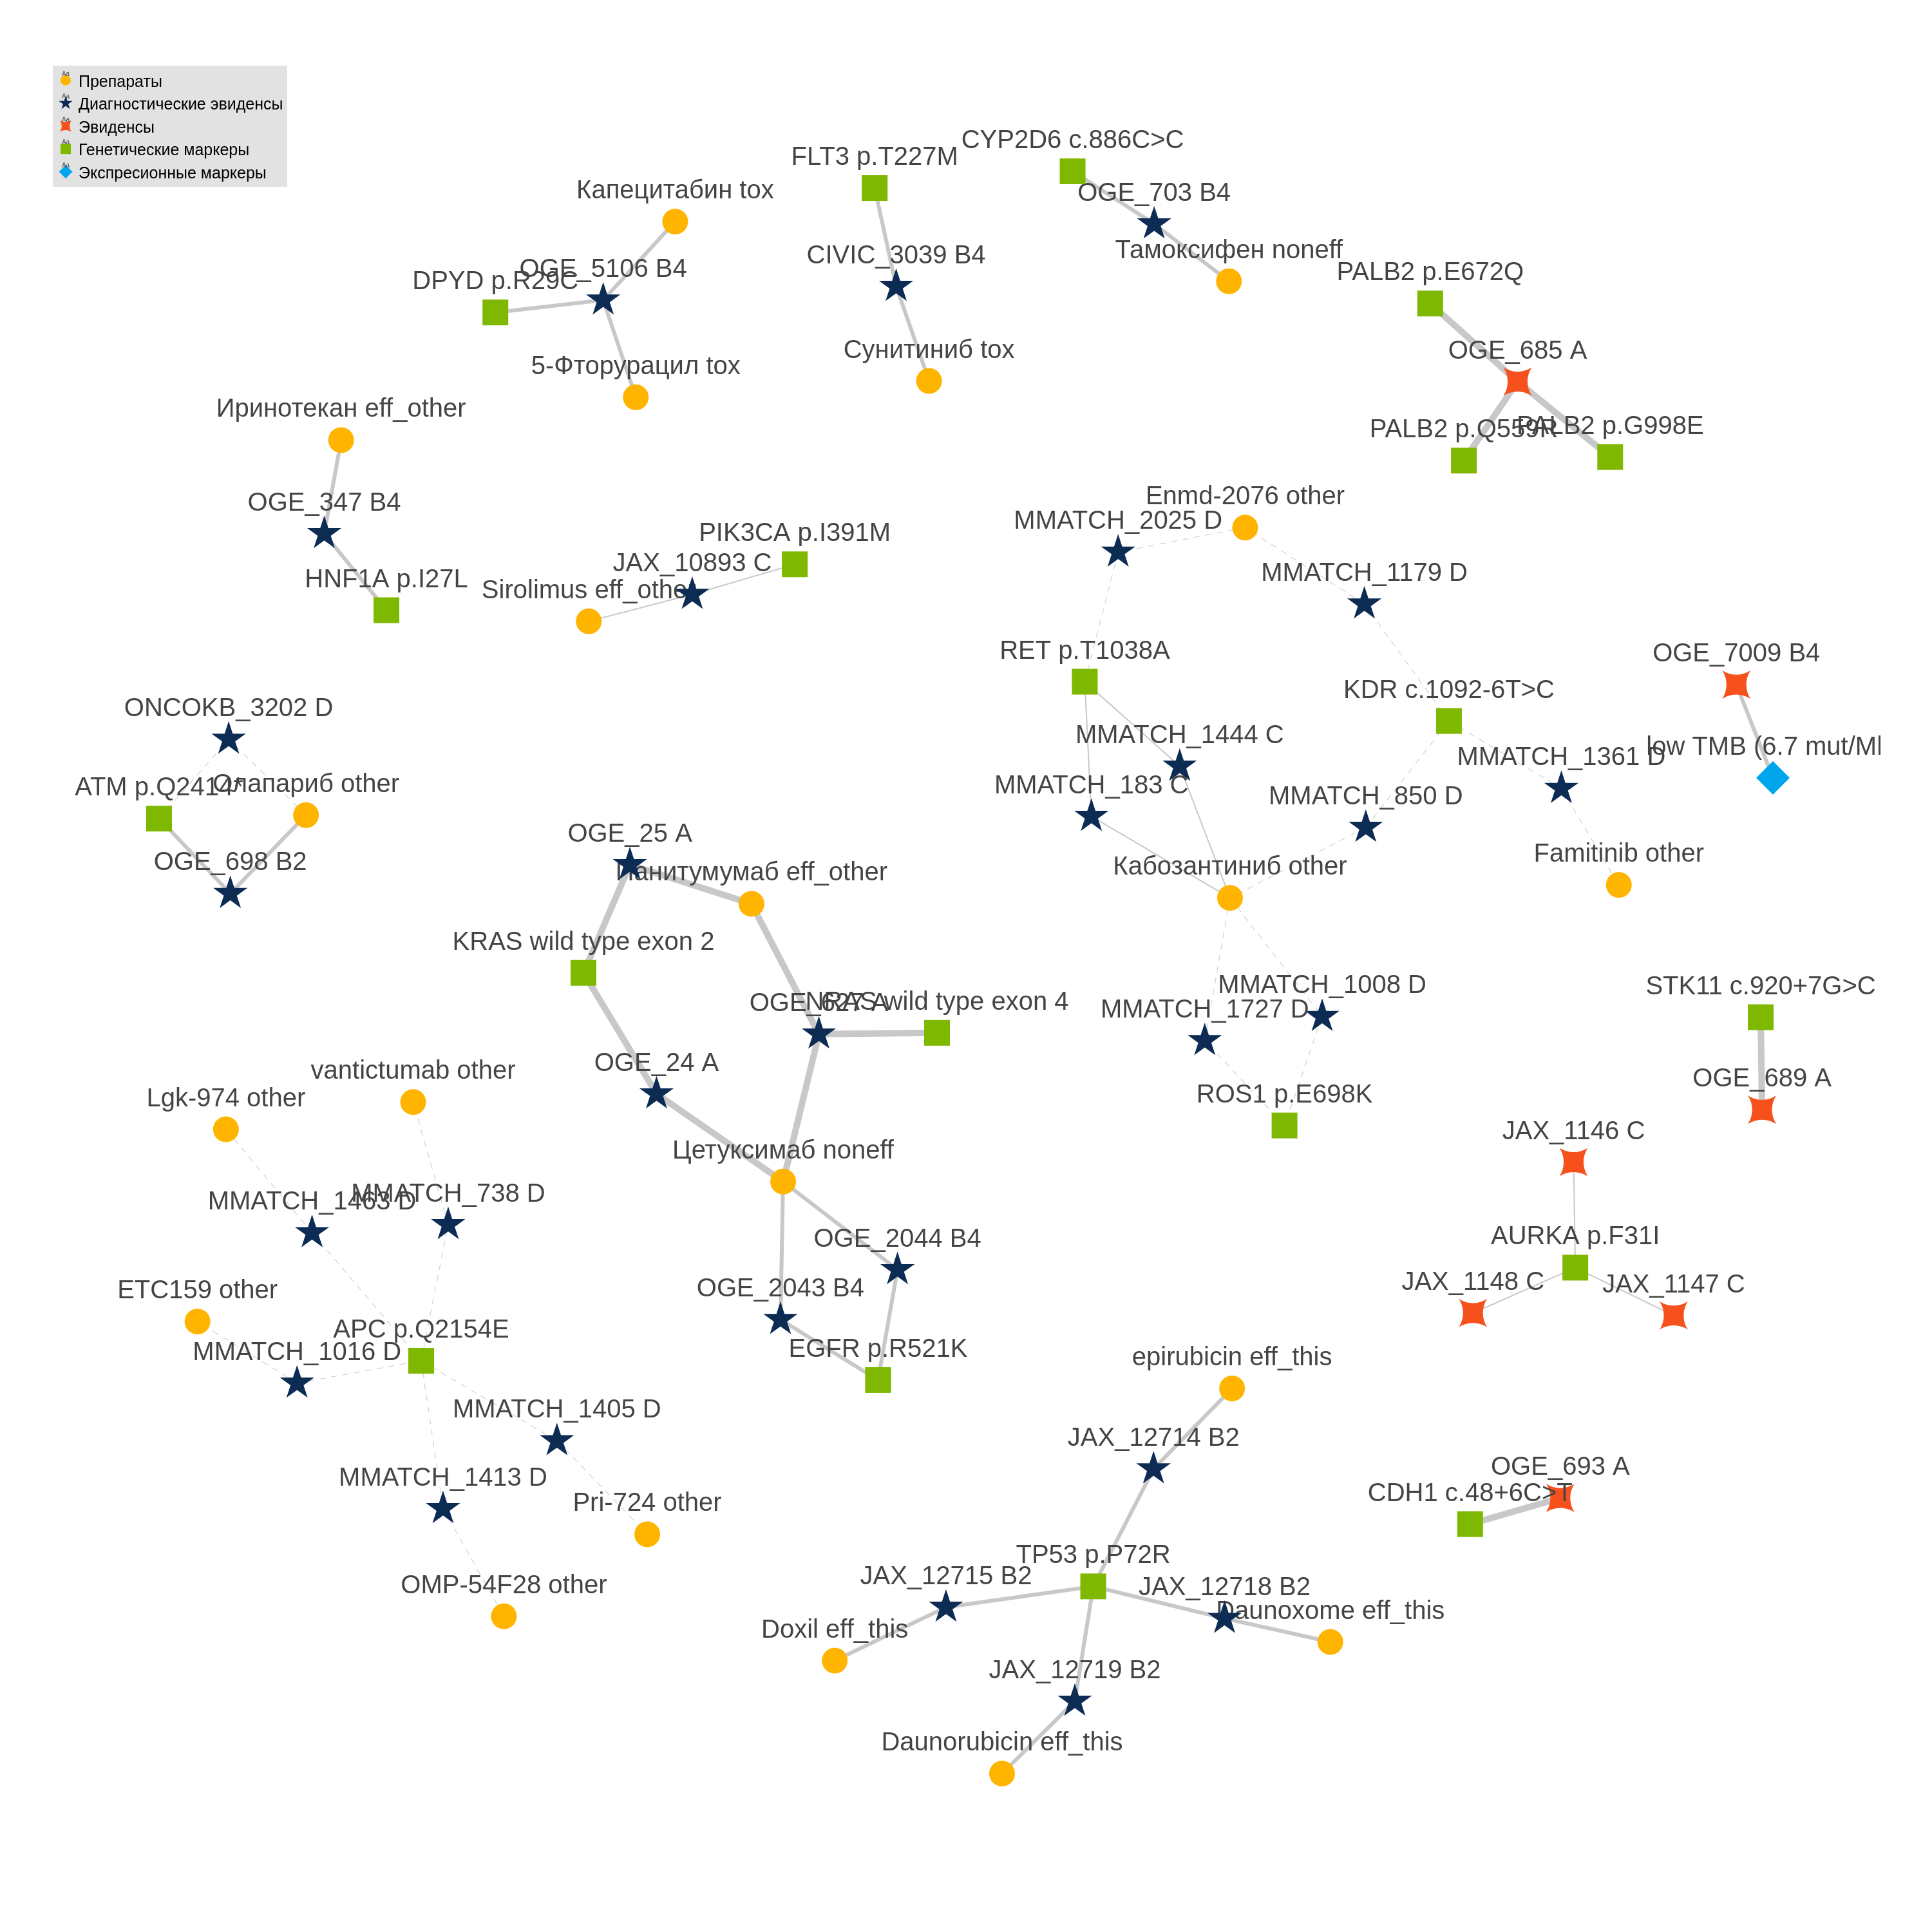 Препараты
Диагностические эвиденсы
Эвиденсы
Генетические маркеры
Экспресионные маркеры
CYP2D6 c.886C>C
FLT3 p.T227M
Капецитабин tox
OGE_703 B4
Тамоксифен noneff
CIVIC_3039 B4
OGE_5106 B4
DPYD p.R29C
PALB2 p.E672Q
Сунитиниб tox
OGE_685 A
5-Фторурацил tox
Иринотекан eff_other
PALB2 p.Q559R
PALB2 p.G998E
Enmd-2076 other
OGE_347 B4
MMATCH_2025 D
PIK3CA p.I391M
JAX_10893 C
MMATCH_1179 D
HNF1A p.I27L
Sirolimus eff_other
RET p.T1038A
OGE_7009 B4
KDR c.1092-6T>C
ONCOKB_3202 D
MMATCH_1444 C
low TMB (6.7 mut/Ml
MMATCH_1361 D
ATM p.Q2414*
Олапариб other
MMATCH_183 C
MMATCH_850 D
OGE_25 A
Famitinib other
OGE_698 B2
Кабозантиниб other
Панитумумаб eff_other
KRAS wild type exon 2
MMATCH_1008 D
STK11 c.920+7G>C
OGE_627 A
NRAS wild type exon 4
MMATCH_1727 D
OGE_24 A
vantictumab other
OGE_689 A
Lgk-974 other
ROS1 p.E698K
JAX_1146 C
Цетуксимаб noneff
MMATCH_1463 D
MMATCH_738 D
OGE_2044 B4
AURKA p.F31I
JAX_1148 C
JAX_1147 C
ETC159 other
OGE_2043 B4
APC p.Q2154E
MMATCH_1016 D
EGFR p.R521K
epirubicin eff_this
MMATCH_1405 D
JAX_12714 B2
OGE_693 A
MMATCH_1413 D
CDH1 c.48+6C>T
Pri-724 other
TP53 p.P72R
JAX_12715 B2
OMP-54F28 other
JAX_12718 B2
Daunoxome eff_this
Doxil eff_this
JAX_12719 B2
Daunorubicin eff_this